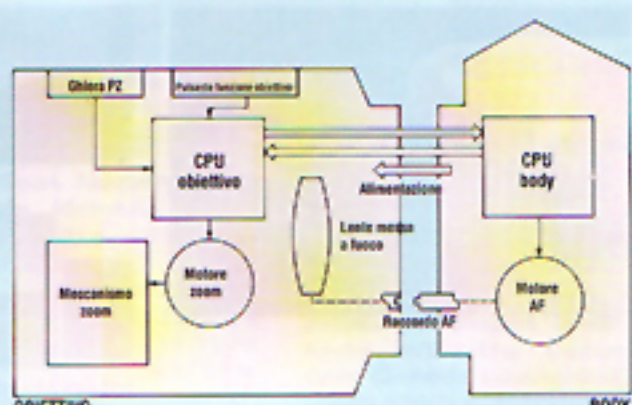 Ghiera PZ
Pulsante funzione obiettivo
CPU
obiettivo
CPU
body
Alimentazione
Lente messa
a fuoco
Motore
zoom
Meccanismo
zoom
Motore
AF
Raccordo AF
OBIETTIVO
BODY